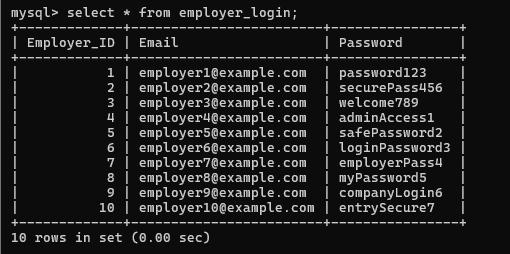 mysql> select * from employer_login;
+-------------+------------------------+----------------+
| Employer_ID | Email                  | Password       |
+-------------+------------------------+----------------+
|           1 | employer1@example.com  | password123    |
|           2 | employer2@example.com  | securePass456  |
|           3 | employer3@example.com  | welcome789     |
|           4 | employer4@example.com  | adminAccess1   |
|           5 | employer5@example.com  | safePassword2  |
|           6 | employer6@example.com  | loginPassword3 |
|           7 | employer7@example.com  | employerPass4  |
|           8 | employer8@example.com  | myPassword5    |
|           9 | employer9@example.com  | companyLogin6  |
|          10 | employer10@example.com | entrySecure7   |
+-------------+------------------------+----------------+
10 rows in set (0.00 sec)